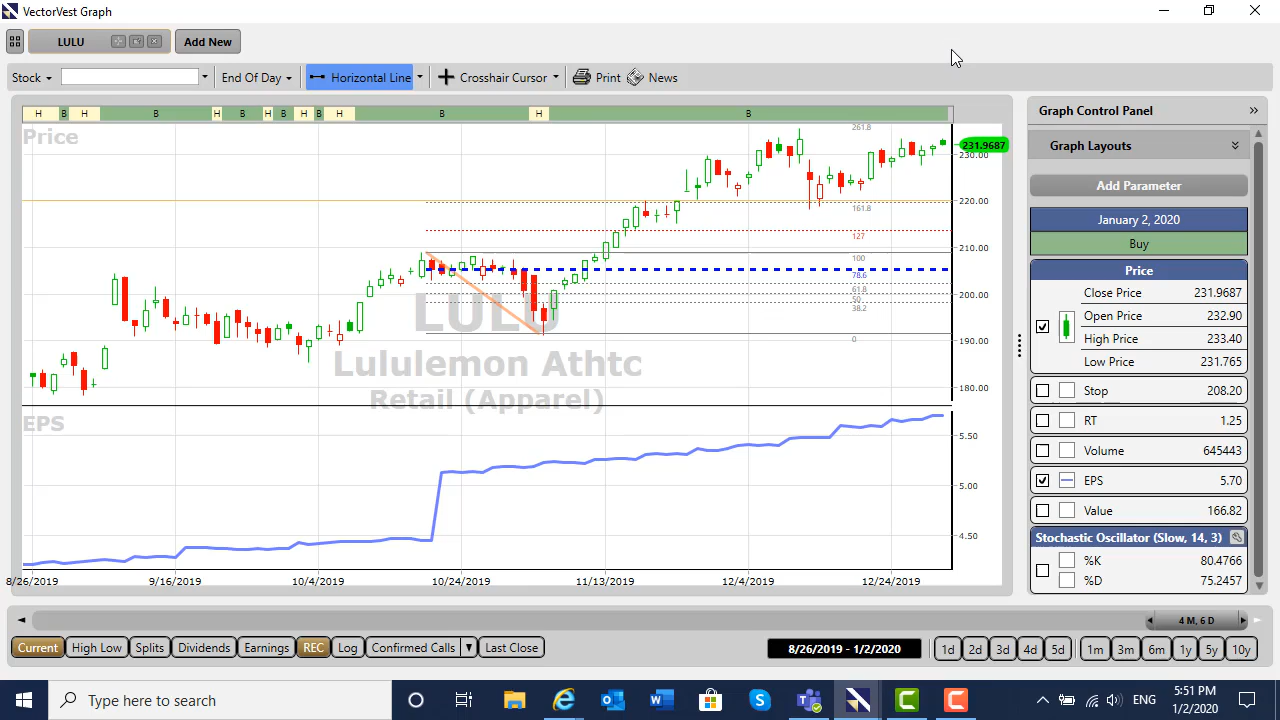 VectorVest Graph
LULU
Add New
Stock
End Of Day
Horizontal Line
Crosshair Cursor
Print
News
H B H B H B H B H B H B H B
Price
261.8
231.9687
230.00
220.00
161.8
127
210.00
100
78.6
61.8
200.00
50
38.2
190.00
0
180.00
LULU
Lululemon Athtc
Retail (Apparel)
EPS
5.50
5.00
4.50
8/26/2019 9/16/2019 10/4/2019 10/24/2019 11/13/2019 12/4/2019 12/24/2019
Graph Control Panel
Graph Layouts
Add Parameter
January 2, 2020
Buy
Price
Close Price 231.9687
Open Price 232.90
High Price 233.40
Low Price 231.765
Stop 208.20
RT 1.25
Volume 645443
EPS 5.70
Value 166.82
Stochastic Oscillator (Slow, 14, 3)
%K 80.4766
%D 75.2457
4 M, 6 D
Current High Low Splits Dividends Earnings REC Log Confirmed Calls Last Close
8/26/2019 - 1/2/2020
1d 2d 3d 4d 5d 1m 3m 6m 1y 5y 10y
Type here to search
ENG
5:51 PM
1/2/2020